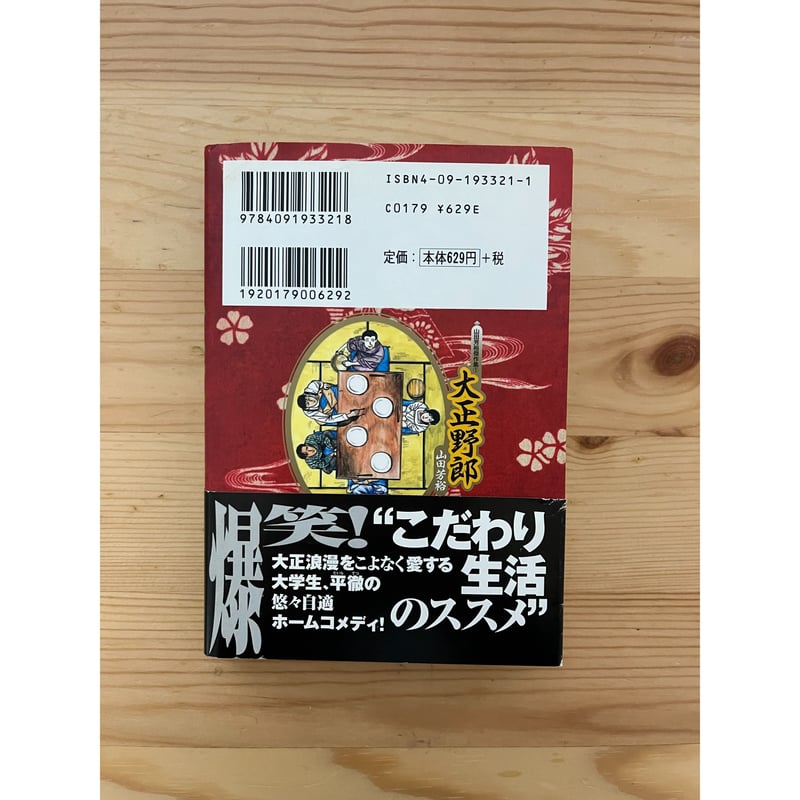 ISBN4-09-193321-1
9784091933218
C0179 ¥629E
定価：本体629円+税
1920179006292
大正野郎
山田芳裕
爆笑！“こだわり生活のススメ”
大正浪漫をこよなく愛する
大学生、平徹の
悠々自適
ホームコメディ！